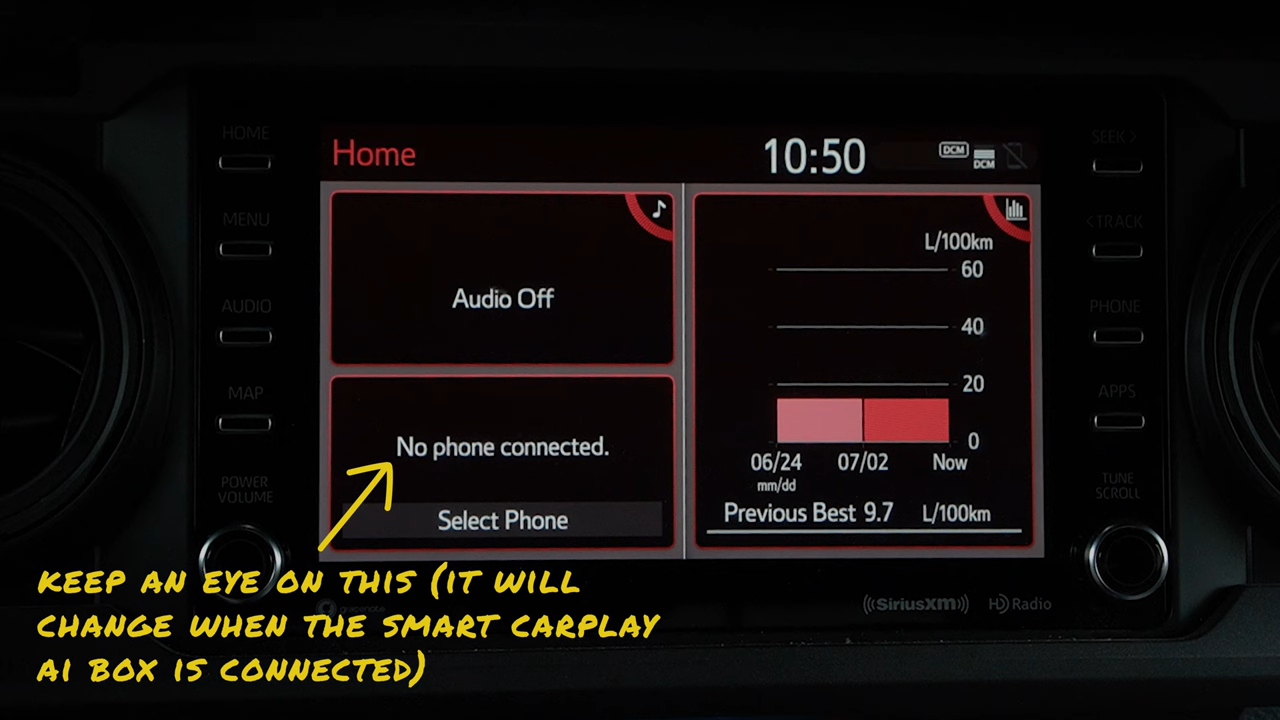 HOME
MENU
AUDIO
MAP
POWER
VOLUME
Home
10:50
DCM
DCM
Audio Off
No phone connected.
Select Phone
L/100km
60
40
20
0
06/24
07/02
Now
mm/dd
Previous Best 9.7 L/100km
SEEK >
< TRACK
PHONE
APPS
TUNE
SCROLL
gracenote
((SiriusXM))
HD Radio
KEEP AN EYE ON THIS (IT WILL
CHANGE WHEN THE SMART CARPLAY
AI BOX IS CONNECTED)